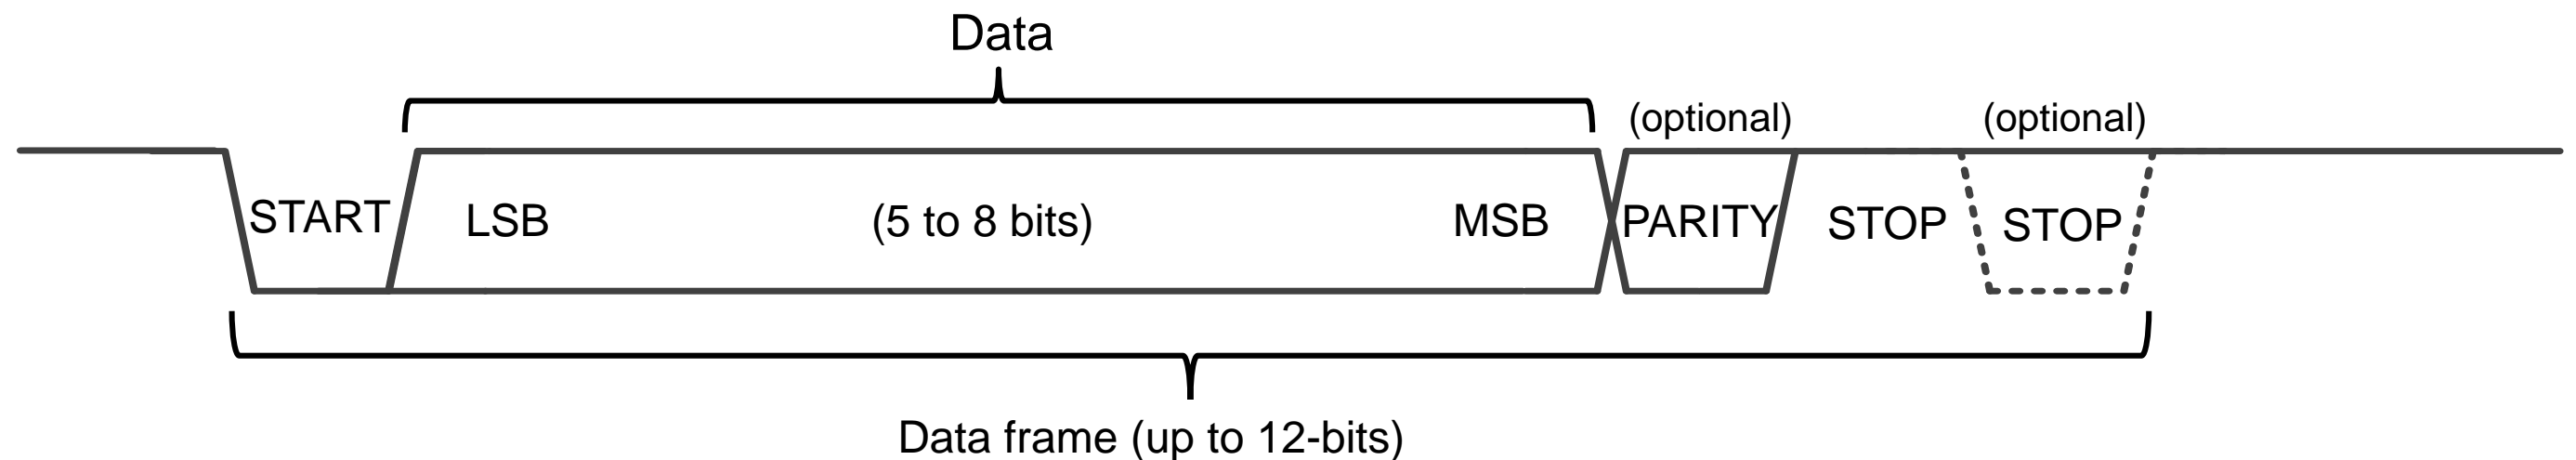 Data
(optional) (optional)
START LSB (5 to 8 bits) MSB PARITY STOP STOP
Data frame (up to 12-bits)